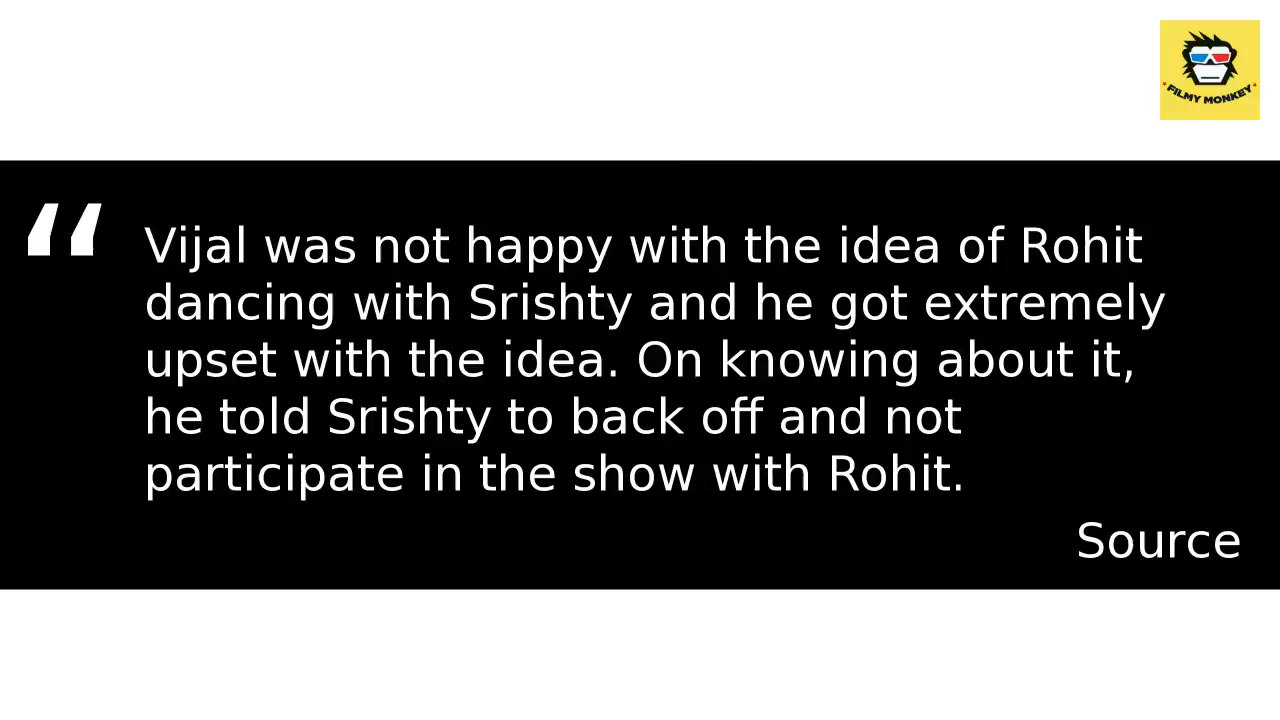 FILMY MONKEY
“
Vijal was not happy with the idea of Rohit
dancing with Srishty and he got extremely
upset with the idea. On knowing about it,
he told Srishty to back off and not
participate in the show with Rohit.
Source